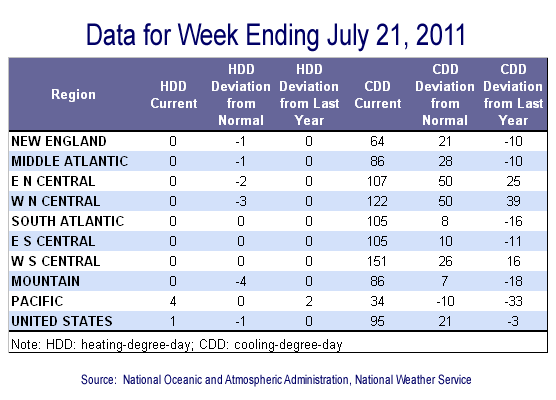 Data for Week Ending July 21, 2011
Region HDD Current HDD Deviation from Normal HDD Deviation from Last Year CDD Current CDD Deviation from Normal CDD Deviation from Last Year
NEW ENGLAND 0 -1 0 64 21 -10
MIDDLE ATLANTIC 0 -1 0 86 28 -10
E N CENTRAL 0 -2 0 107 50 25
W N CENTRAL 0 -3 0 122 50 39
SOUTH ATLANTIC 0 0 0 105 8 -16
E S CENTRAL 0 0 0 105 10 -11
W S CENTRAL 0 0 0 151 26 16
MOUNTAIN 0 -4 0 86 7 -18
PACIFIC 4 0 2 34 -10 -33
UNITED STATES 1 -1 0 95 21 -3
Note: HDD: heating-degree-day; CDD: cooling-degree-day
Source: National Oceanic and Atmospheric Administration, National Weather Service